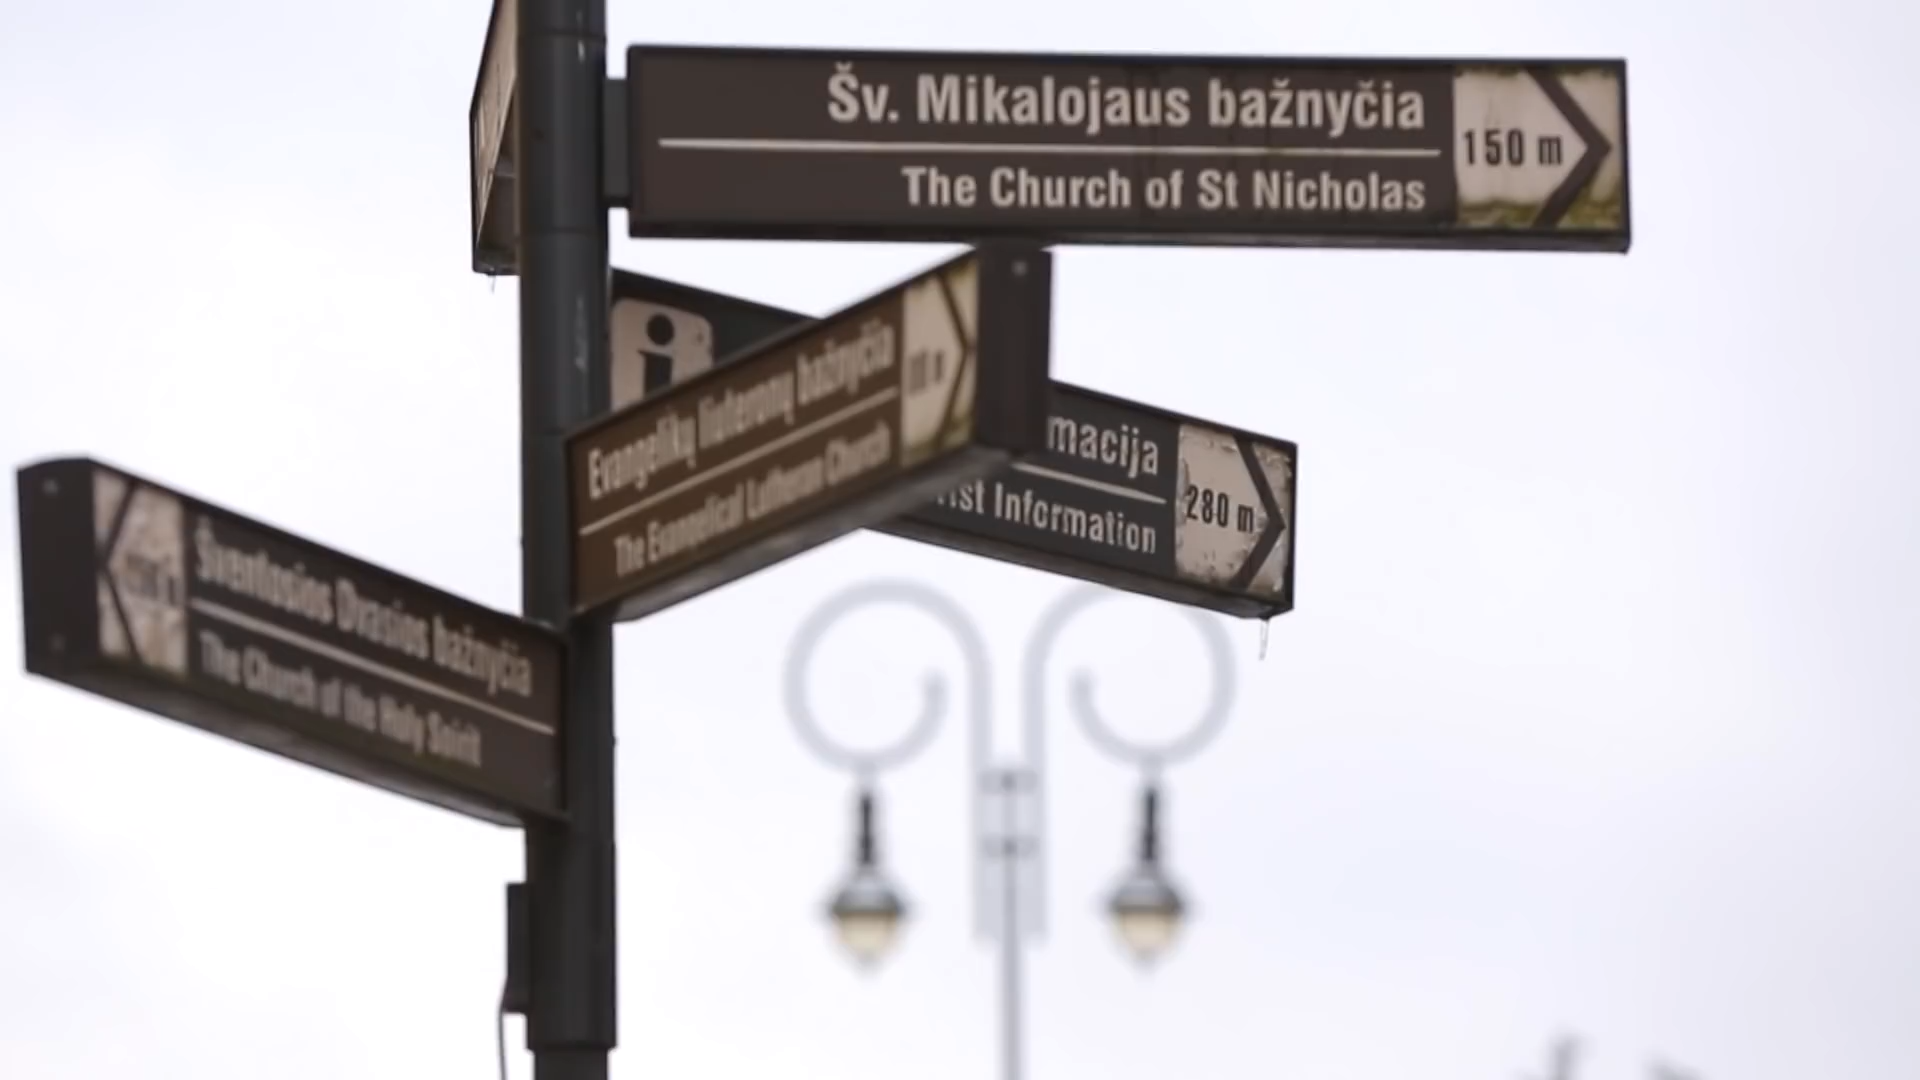 Šv. Mikalojaus bažnyčia
The Church of St Nicholas
150 m
i
Evangelikų liuteronų bažnyčia
The Evangelical Lutheran Church
macija
Information
280 m
Šventosios Dvasios bažnyčia
The Church of the Holy Spirit